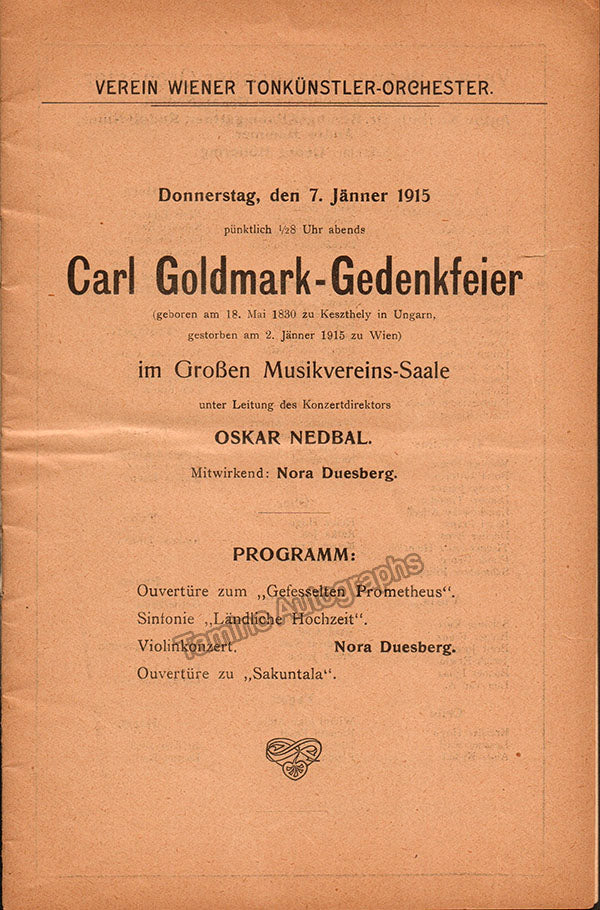 VEREIN WIENER TONKÜNSTLER-ORCHESTER.
Donnerstag, den 7. Jänner 1915
pünktlich ½8 Uhr abends
Carl Goldmark-Gedenkfeier
(geboren am 18. Mai 1830 zu Keszthely in Ungarn,
gestorben am 2. Jänner 1915 zu Wien)
im Großen Musikvereins-Saale
unter Leitung des Konzertdirektors
OSKAR NEDBAL.
Mitwirkend: Nora Duesberg.
PROGRAMM:
Ouvertüre zum „Gefesselten Prometheus“.
Sinfonie „Ländliche Hochzeit“.
Violinkonzert. Nora Duesberg.
Ouvertüre zu „Sakuntala“.
Tamino Autographs